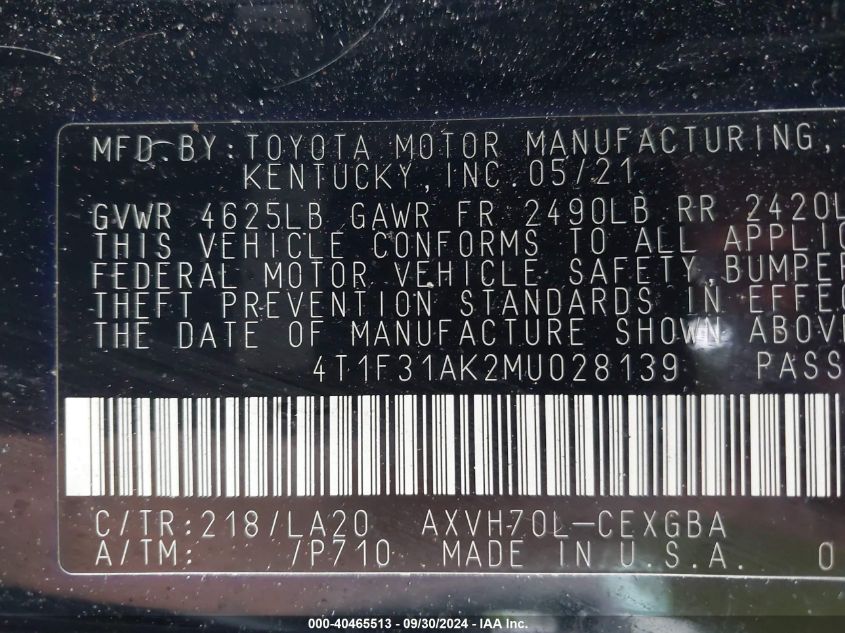 MFD.BY:TOYOTA MOTOR MANUFACTURING,
KENTUCKY, INC. 05/21
GVWR 4625LB GAWR FR 2490LB RR 2420L
THIS VEHICLE CONFORMS TO ALL APPLIC
FEDERAL MOTOR VEHICLE SAFETY,BUMPER
THEFT PREVENTION STANDARDS IN EFFEC
THE DATE OF MANUFACTURE SHOWN ABOVE
4T1F31AK2MU028139 PASS
C/TR:218/LA20 AXVH70L-CEXGBA
A/TM: /P710 MADE IN U.S.A. 0
000-40465513 - 09/30/2024 - IAA Inc.